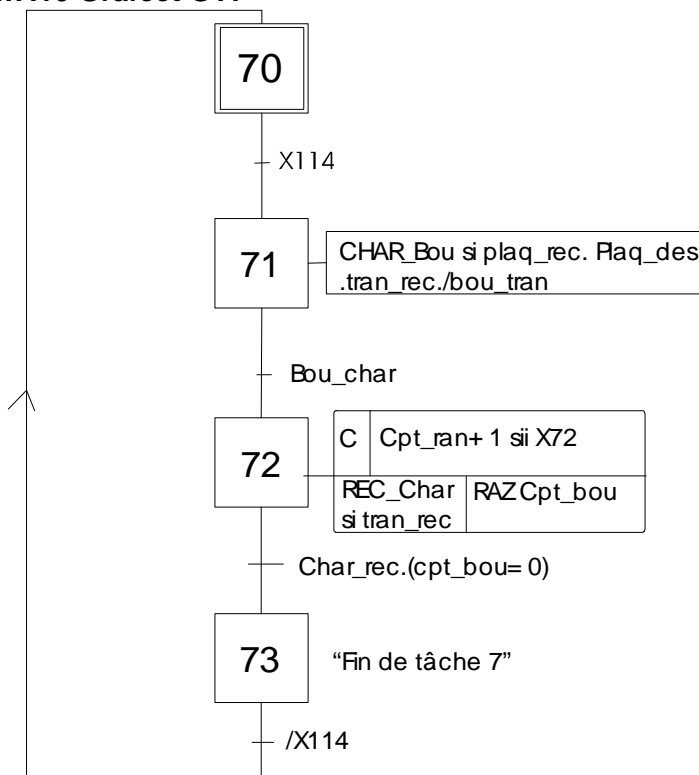 70
X114
71
CHAR_Bou si plaq_rec. Plaq_des
.tran_rec./bou_tran
Bou_char
72
C Cpt_ran+ 1 sii X72
REC_Char RAZ Cpt_bou
si tran_rec
Char_rec.(cpt_bou= 0)
73
“Fin de tâche 7”
/X114